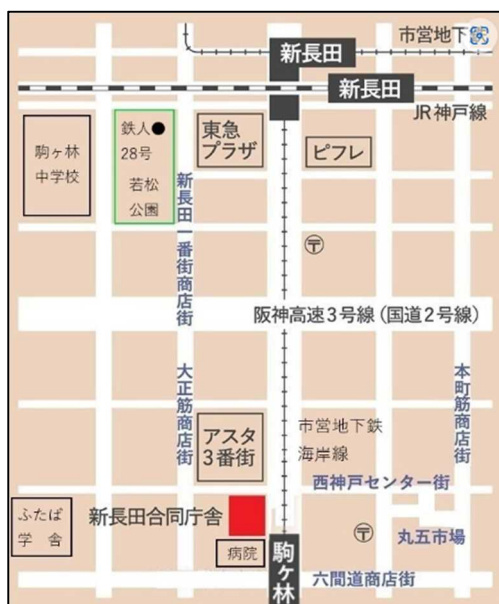 市営地下
新長田
新長田
JR神戸線
駒ヶ林
中学校
鉄人●
28号
若松
公園
東急
プラザ
ピフレ
新長田一番街商店街
〒
阪神高速3号線(国道2号線)
大正筋商店街
本町筋商店街
アスタ
3番街
市営地下鉄
海岸線
西神戸センター街
ふたば
学舎
新長田合同庁舎
病院
駒ヶ林
〒
丸五市場
六間道商店街